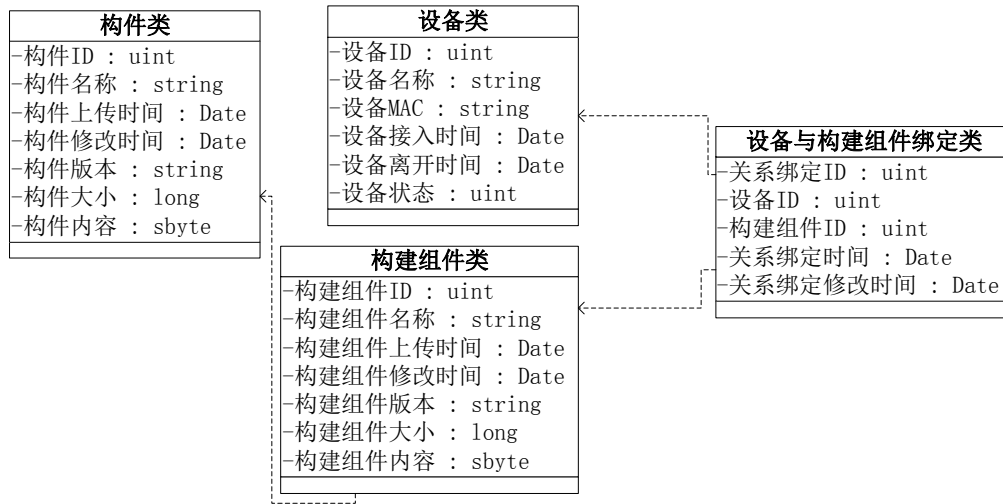 构件类
-构件ID : uint
-构件名称 : string
-构件上传时间 : Date
-构件修改时间 : Date
-构件版本 : string
-构件大小 : long
-构件内容 : sbyte
设备类
-设备ID : uint
-设备名称 : string
-设备MAC : string
-设备接入时间 : Date
-设备离开时间 : Date
-设备状态 : uint
设备与构建组件绑定类
-关系绑定ID : uint
-设备ID : uint
-构建组件ID : uint
-关系绑定时间 : Date
-关系绑定修改时间 : Date
构建组件类
-构建组件ID : uint
-构建组件名称 : string
-构建组件上传时间 : Date
-构建组件修改时间 : Date
-构建组件版本 : string
-构建组件大小 : long
-构建组件内容 : sbyte